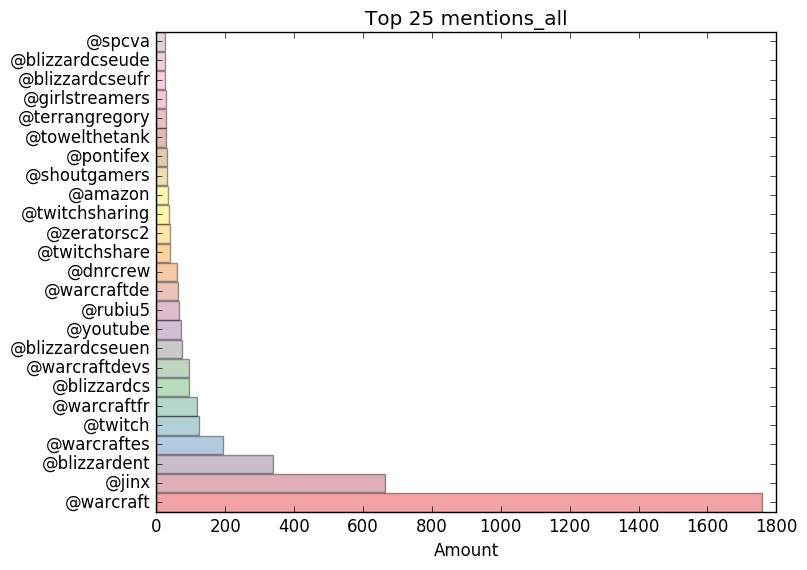 Top 25 mentions_all
@spcva
@blizzardcseude
@blizzardcseufr
@girlstreamers
@terrangregory
@towelthetank
@pontifex
@shoutgamers
@amazon
@twitchsharing
@zeratorsc2
@twitchshare
@dnrcrew
@warcraftde
@rubiu5
@youtube
@blizzardcseuen
@warcraftdevs
@blizzardcs
@warcraftfr
@twitch
@warcraftes
@blizzardent
@jinx
@warcraft
0 200 400 600 800 1000 1200 1400 1600 1800
Amount